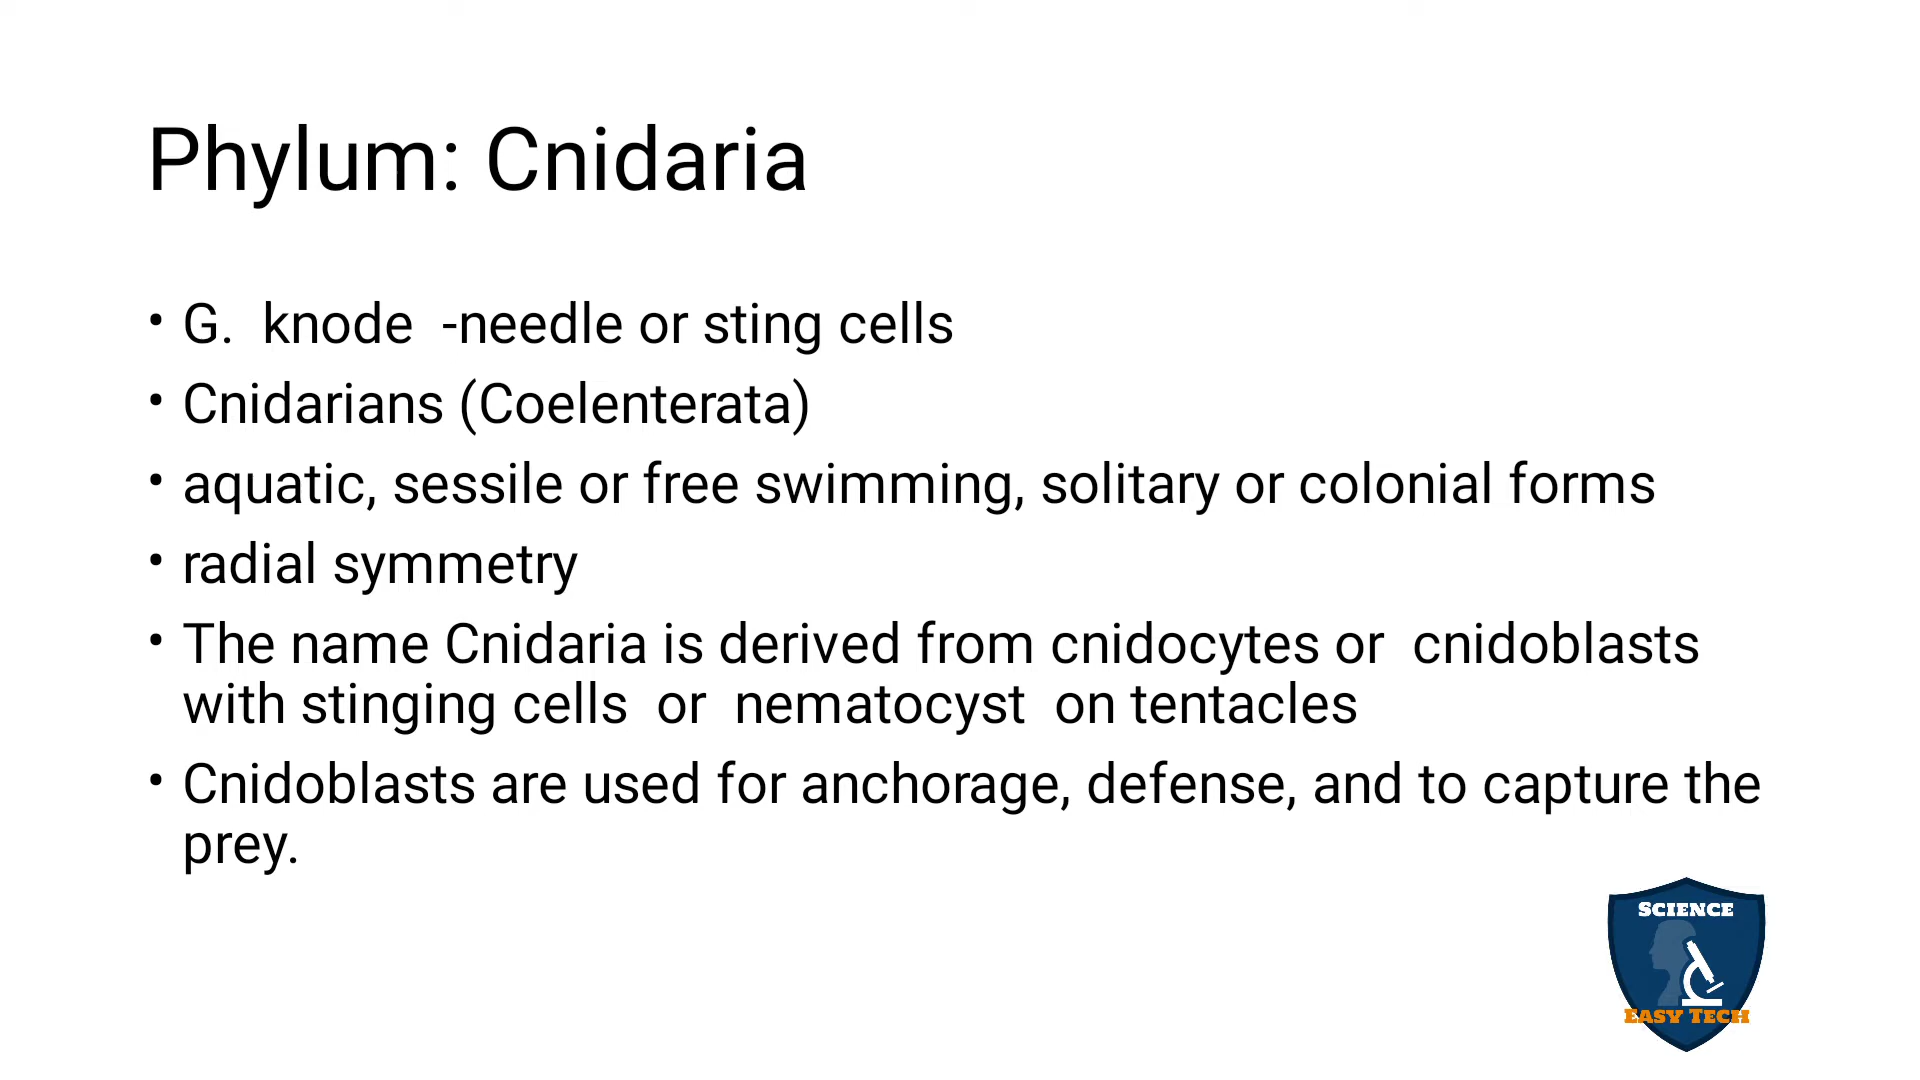 Phylum: Cnidaria
• G.  knode  -needle or sting cells
• Cnidarians (Coelenterata)
• aquatic, sessile or free swimming, solitary or colonial forms
• radial symmetry
• The name Cnidaria is derived from cnidocytes or  cnidoblasts
with stinging cells  or  nematocyst  on tentacles
• Cnidoblasts are used for anchorage, defense, and to capture the
prey.
SCIENCE
EASY TECH